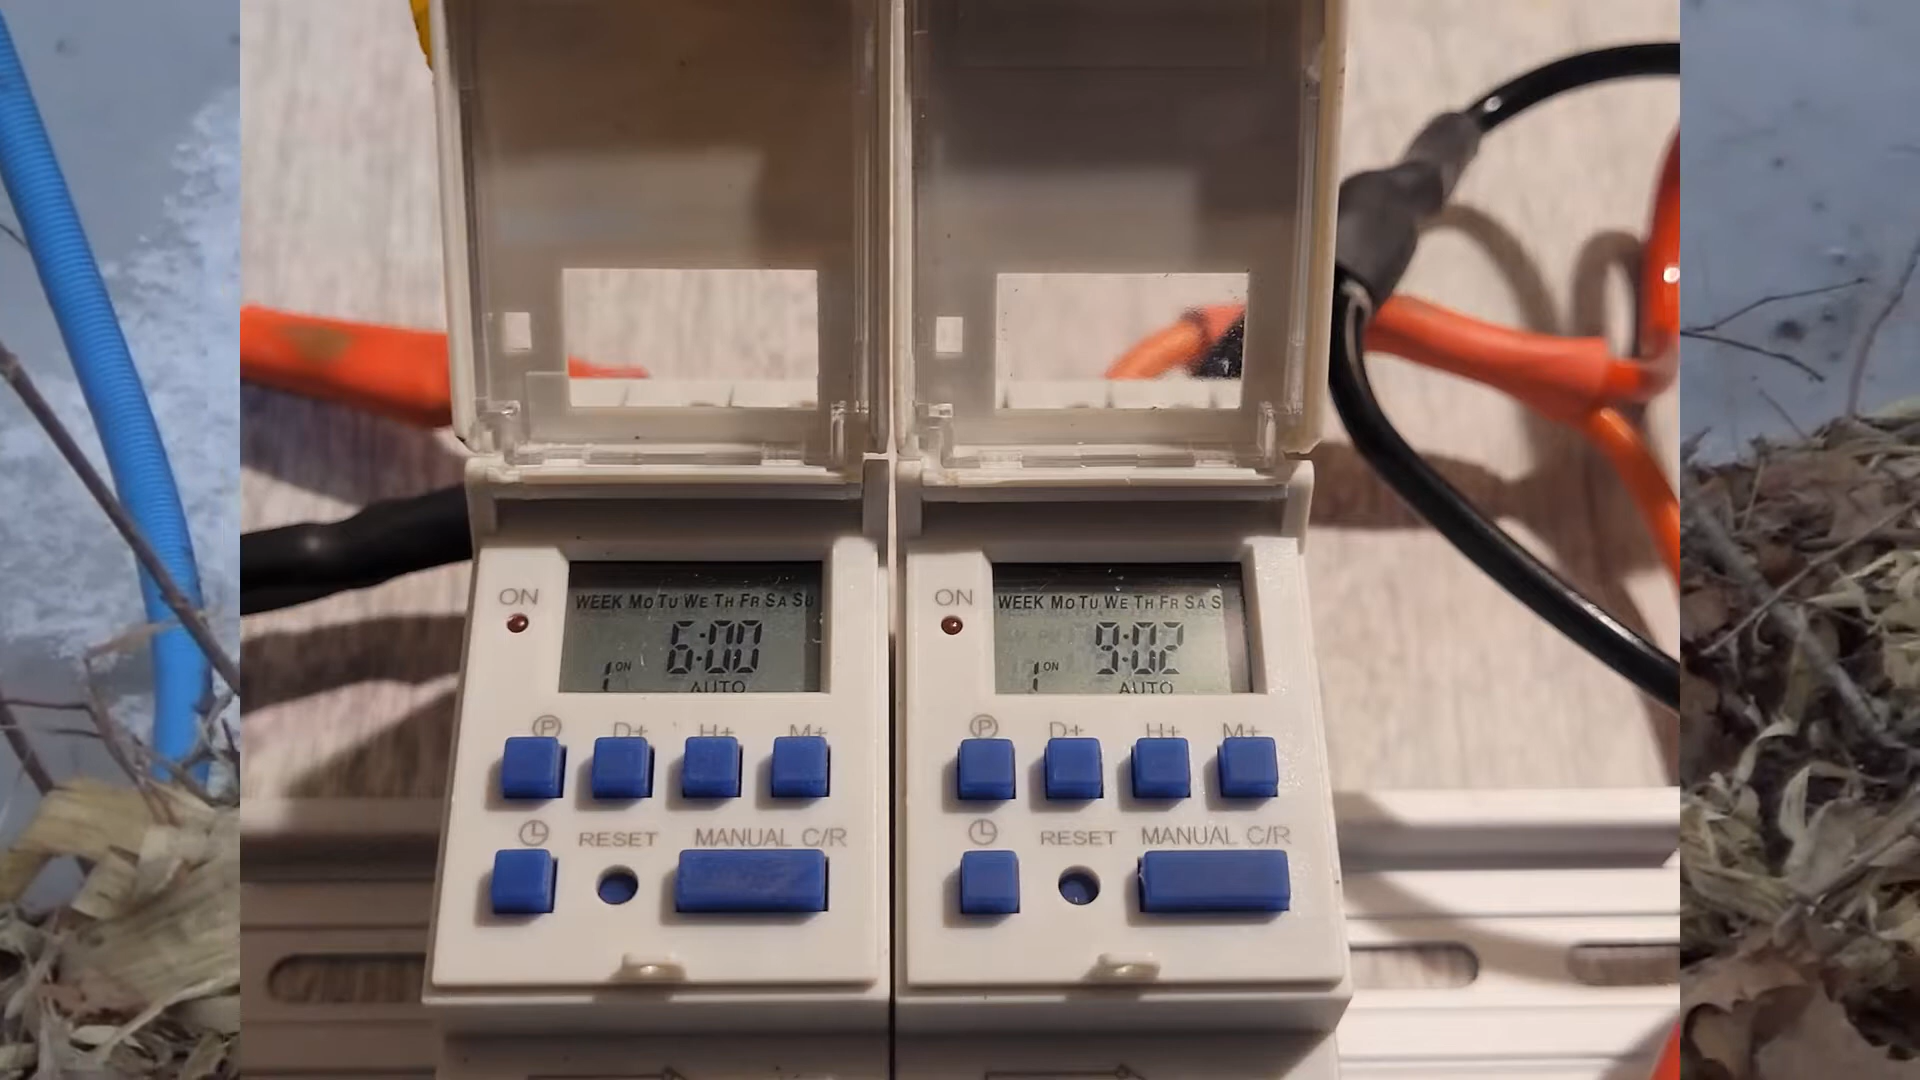 ON
WEEK MO TU WE TH FR SA SU
6:00
1 ON
AUTO
P D+ H+ M+
RESET MANUAL C/R
ON
WEEK MO TU WE TH FR SA S
9:02
1 ON
AUTO
P D+ H+ M+
RESET MANUAL C/R